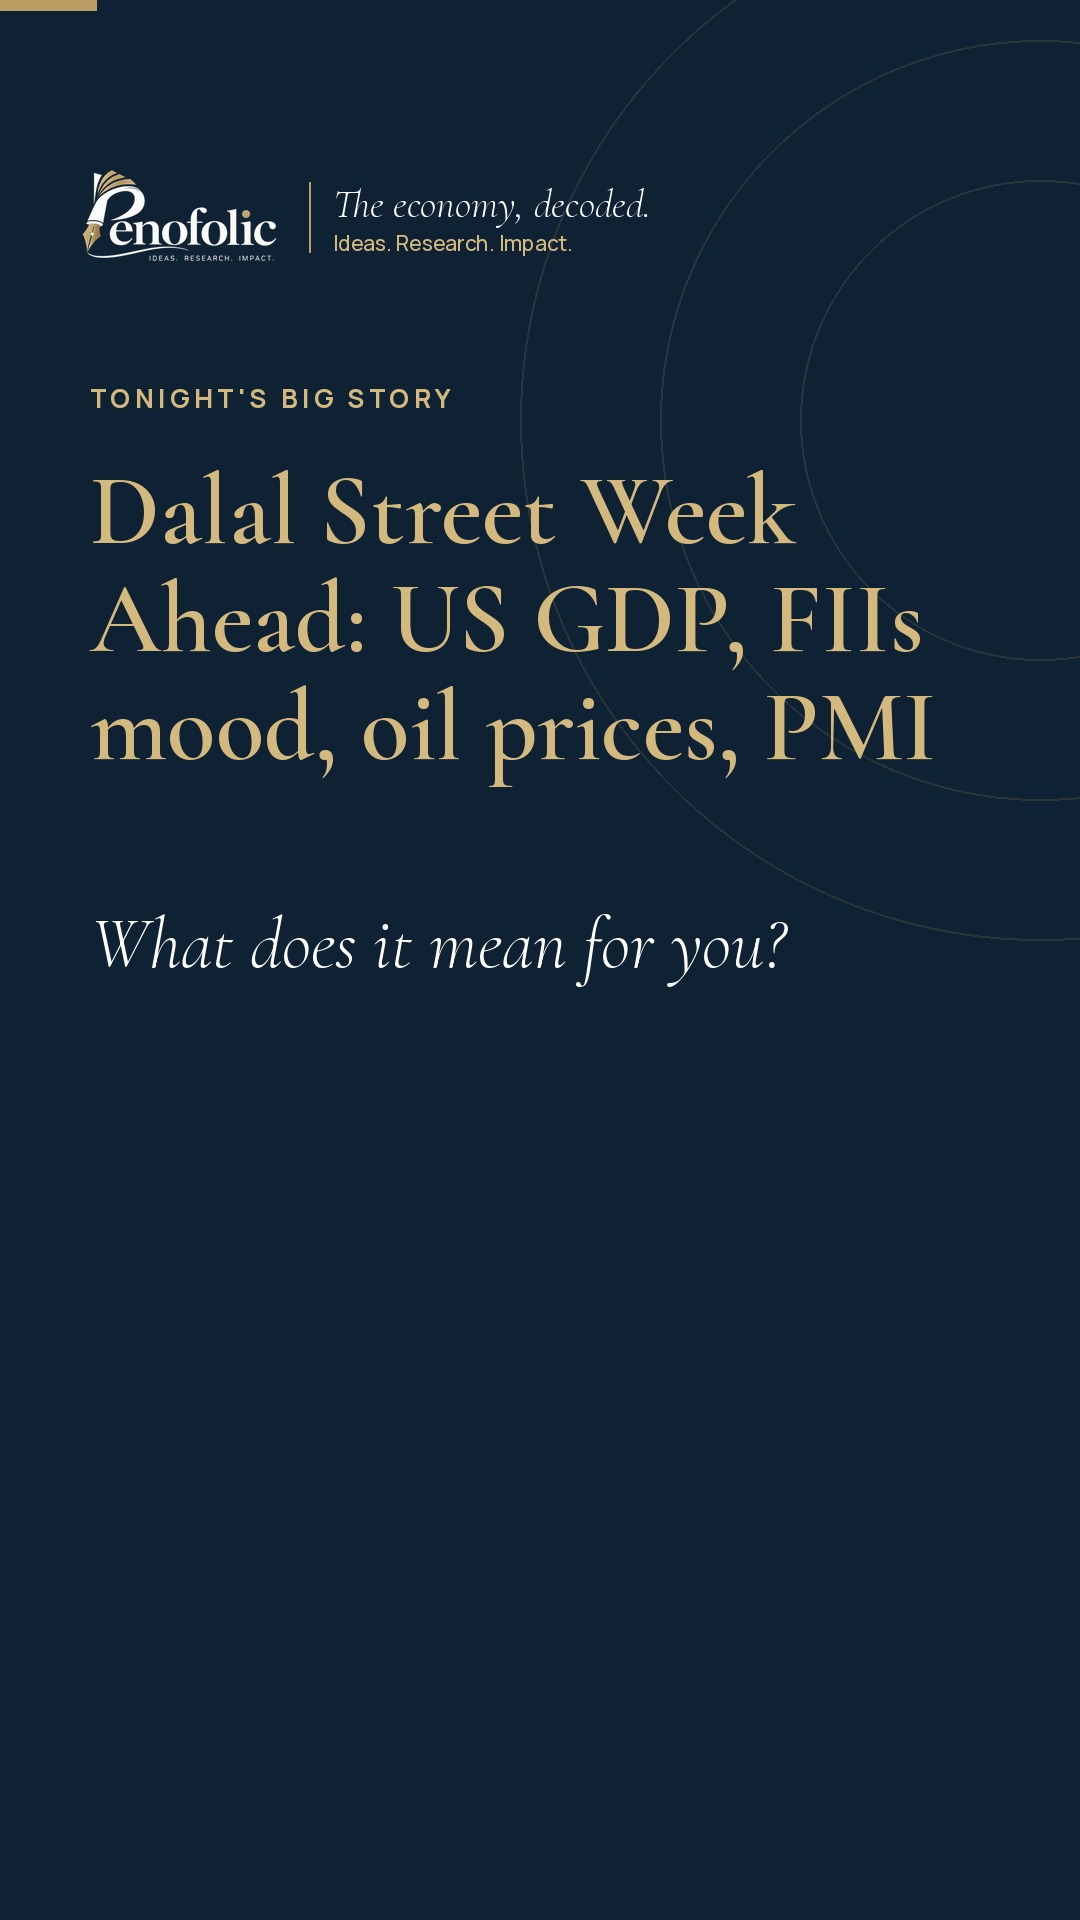 Penofolic
IDEAS. RESEARCH. IMPACT.
The economy, decoded.
Ideas. Research. Impact.
TONIGHT'S BIG STORY
Dalal Street Week
Ahead: US GDP, FIIs
mood, oil prices, PMI
What does it mean for you?